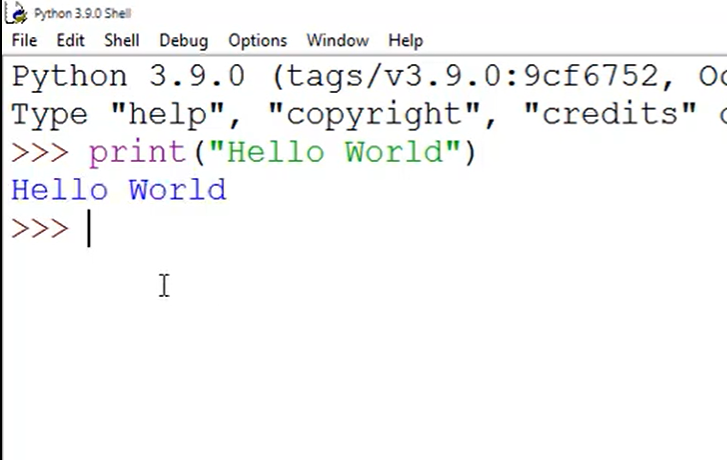 Python 3.9.0 Shell
File Edit Shell Debug Options Window Help
Python 3.9.0 (tags/v3.9.0:9cf6752,
Type "help", "copyright", "credits"
>>> print("Hello World")
Hello World
>>>